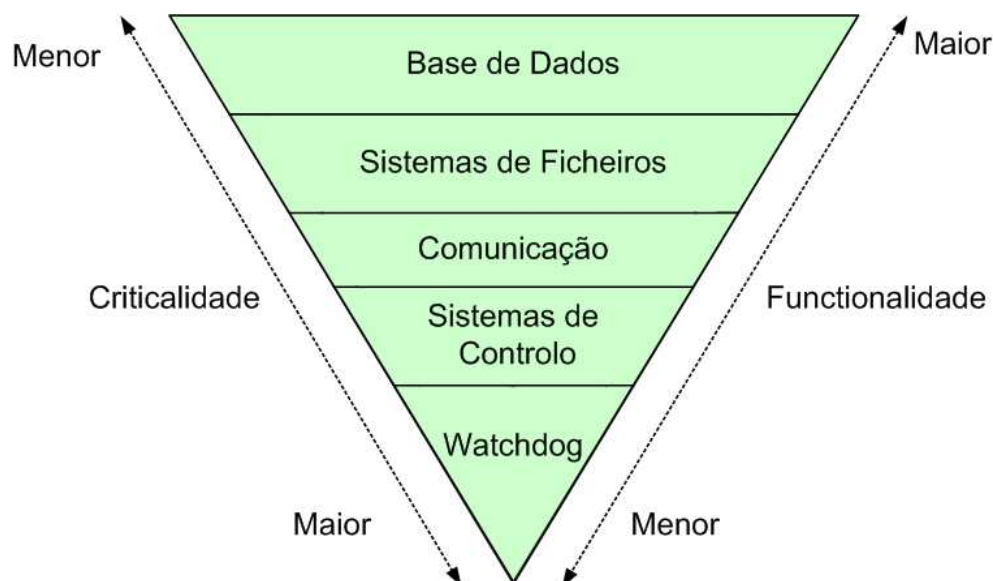 Menor
Maior
Base de Dados
Sistemas de Ficheiros
Comunicação
Criticalidade
Functionalidade
Sistemas de
Controlo
Watchdog
Maior
Menor